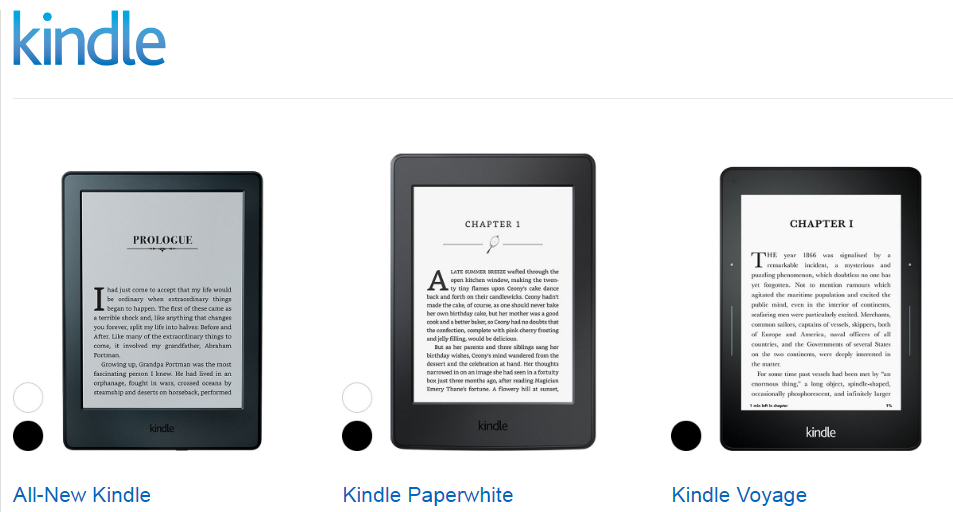 kindle
PROLOGUE
I had just come to accept that my life would
be ordinary when extraordinary things
began to happen. The first of these came as
a terrible shock and, like anything that changes
you forever, split my life into halves: Before and
After. Like many of the extraordinary things to
come, it involved my grandfather, Abraham
Portman.
Growing up, Grandpa Portman was the most
fascinating person I knew. He had lived in an
orphanage, fought in wars, crossed oceans by
steamship and deserts on horseback, performed
kindle
CHAPTER 1
A LATE SUMMER BREEZE wafted through the
open kitchen window, making the twen-
ty tiny flames upon Ceony's cake dance
back and forth on their candlewicks. Ceony hadn't
made the cake, of course, as one should never bake
her own birthday cake, but her mother was a good
cook and a better baker, so Ceony had no doubts that
the confection, complete with pink cherry frosting
and jelly filling, would be delicious.
But as her parents and three siblings sang her
birthday wishes, Ceony's mind wandered from the
dessert and the celebration at hand. Her thoughts
narrowed in on an image she had seen in a fortuity
box just three months ago, after reading Magician
Emery Thane's fortune. A flowery hill at sunset,
kindle
CHAPTER I
THE year 1866 was signalised by a
remarkable incident, a mysterious and
puzzling phenomenon, which doubtless no one has
yet forgotten. Not to mention rumours which
agitated the maritime population and excited the
public mind, even in the interior of continents,
seafaring men were particularly excited. Merchants,
common sailors, captains of vessels, skippers, both
of Europe and America, naval officers of all
countries, and the Governments of several States
on the two continents, were deeply interested in
the matter.
For some time past vessels had been met by "an
enormous thing," a long object, spindle-shaped,
occasionally phosphorescent, and infinitely larger
1 min left in chapter 1%
kindle
All-New Kindle
Kindle Paperwhite
Kindle Voyage